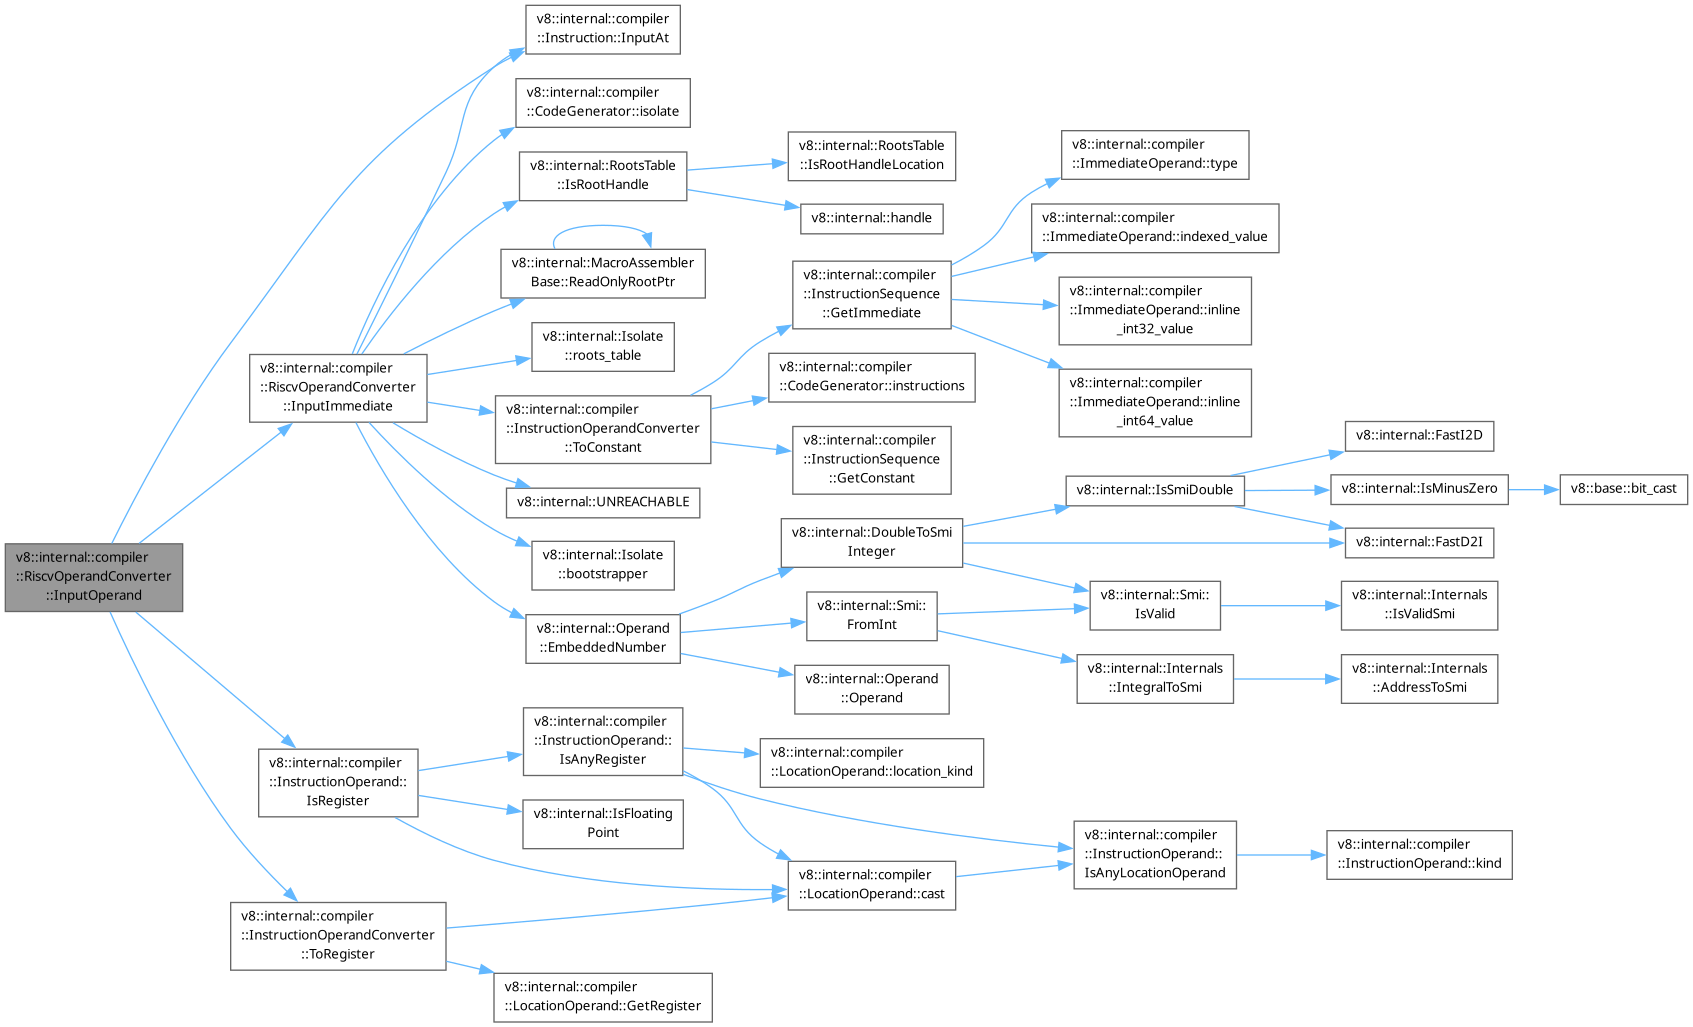 v8::internal::compiler
::RiscvOperandConverter
::InputOperand
v8::internal::compiler
::RiscvOperandConverter
::InputImmediate
v8::internal::compiler
::InstructionOperand::
IsRegister
v8::internal::compiler
::InstructionOperandConverter
::ToRegister
v8::internal::compiler
::Instruction::InputAt
v8::internal::compiler
::CodeGenerator::isolate
v8::internal::RootsTable
::IsRootHandle
v8::internal::MacroAssembler
Base::ReadOnlyRootPtr
v8::internal::Isolate
::roots_table
v8::internal::compiler
::InstructionOperandConverter
::ToConstant
v8::internal::UNREACHABLE
v8::internal::Isolate
::bootstrapper
v8::internal::Operand
::EmbeddedNumber
v8::internal::compiler
::InstructionOperand::
IsAnyRegister
v8::internal::IsFloating
Point
v8::internal::compiler
::LocationOperand::GetRegister
v8::internal::RootsTable
::IsRootHandleLocation
v8::internal::handle
v8::internal::compiler
::InstructionSequence
::GetImmediate
v8::internal::compiler
::CodeGenerator::instructions
v8::internal::compiler
::InstructionSequence
::GetConstant
v8::internal::DoubleToSmi
Integer
v8::internal::Smi::
FromInt
v8::internal::Operand
::Operand
v8::internal::compiler
::LocationOperand::location_kind
v8::internal::compiler
::LocationOperand::cast
v8::internal::compiler
::ImmediateOperand::type
v8::internal::compiler
::ImmediateOperand::indexed_value
v8::internal::compiler
::ImmediateOperand::inline
_int32_value
v8::internal::compiler
::ImmediateOperand::inline
_int64_value
v8::internal::IsSmiDouble
v8::internal::Smi::
IsValid
v8::internal::Internals
::IntegralToSmi
v8::internal::compiler
::InstructionOperand::
IsAnyLocationOperand
v8::internal::FastI2D
v8::internal::IsMinusZero
v8::internal::FastD2I
v8::internal::Internals
::IsValidSmi
v8::internal::Internals
::AddressToSmi
v8::internal::compiler
::InstructionOperand::kind
v8::base::bit_cast